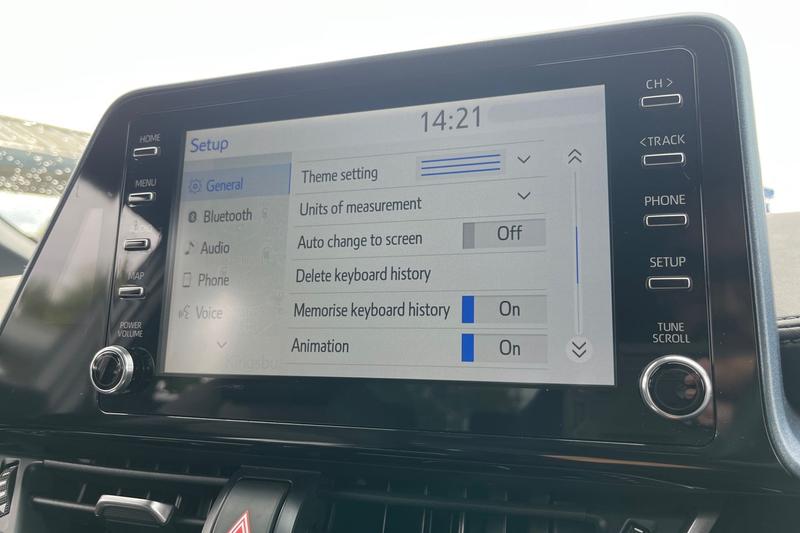 HOME
MENU
MAP
POWER
VOLUME
Setup
14:21
General
Bluetooth
Audio
Phone
Voice
Theme setting
Units of measurement
Auto change to screen
Off
Delete keyboard history
Memorise keyboard history
On
Animation
On
CH >
< TRACK
PHONE
SETUP
TUNE
SCROLL